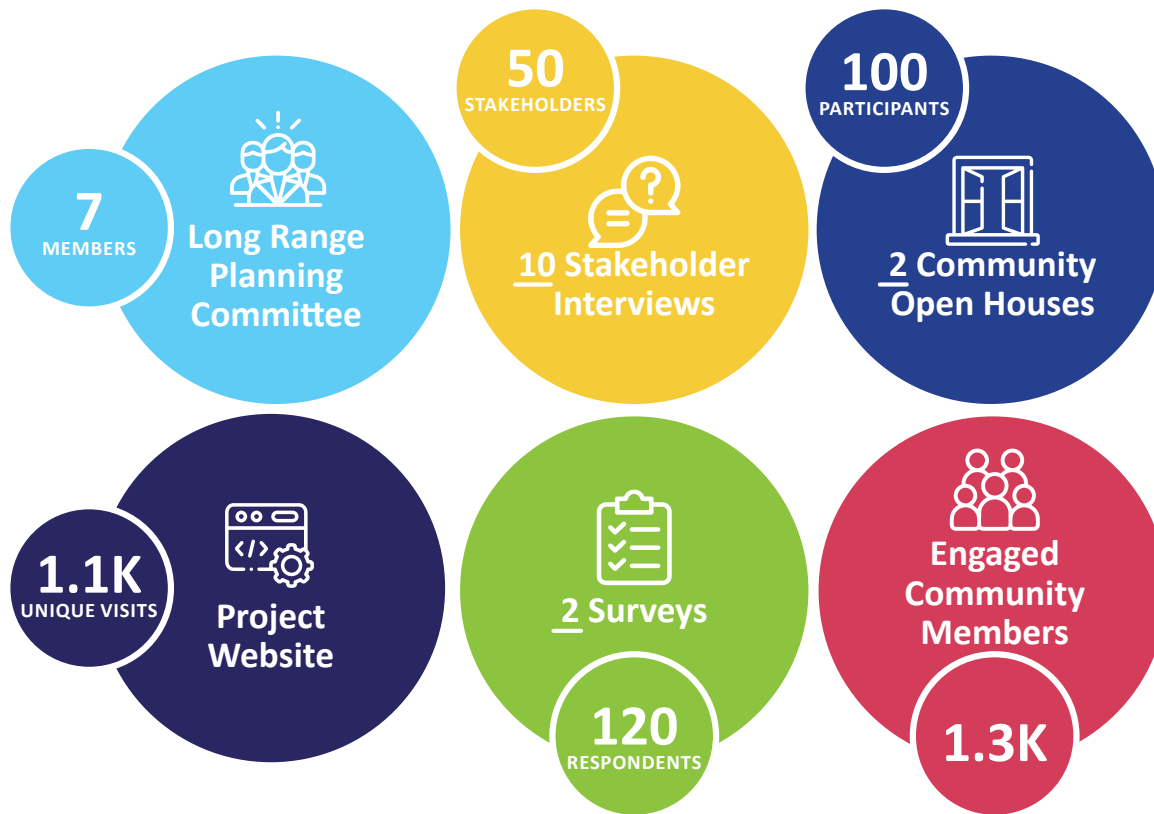 7
MEMBERS
Long Range
Planning
Committee
50
STAKEHOLDERS
10 Stakeholder
Interviews
100
PARTICIPANTS
2 Community
Open Houses
1.1K
UNIQUE VISITS
Project
Website
2 Surveys
120
RESPONDENTS
Engaged
Community
Members
1.3K